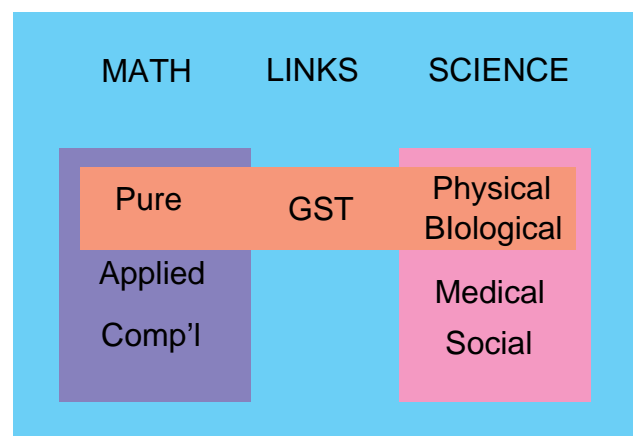 MATH LINKS SCIENCE
Pure GST Physical
BIological
Applied Medical
Comp'l Social